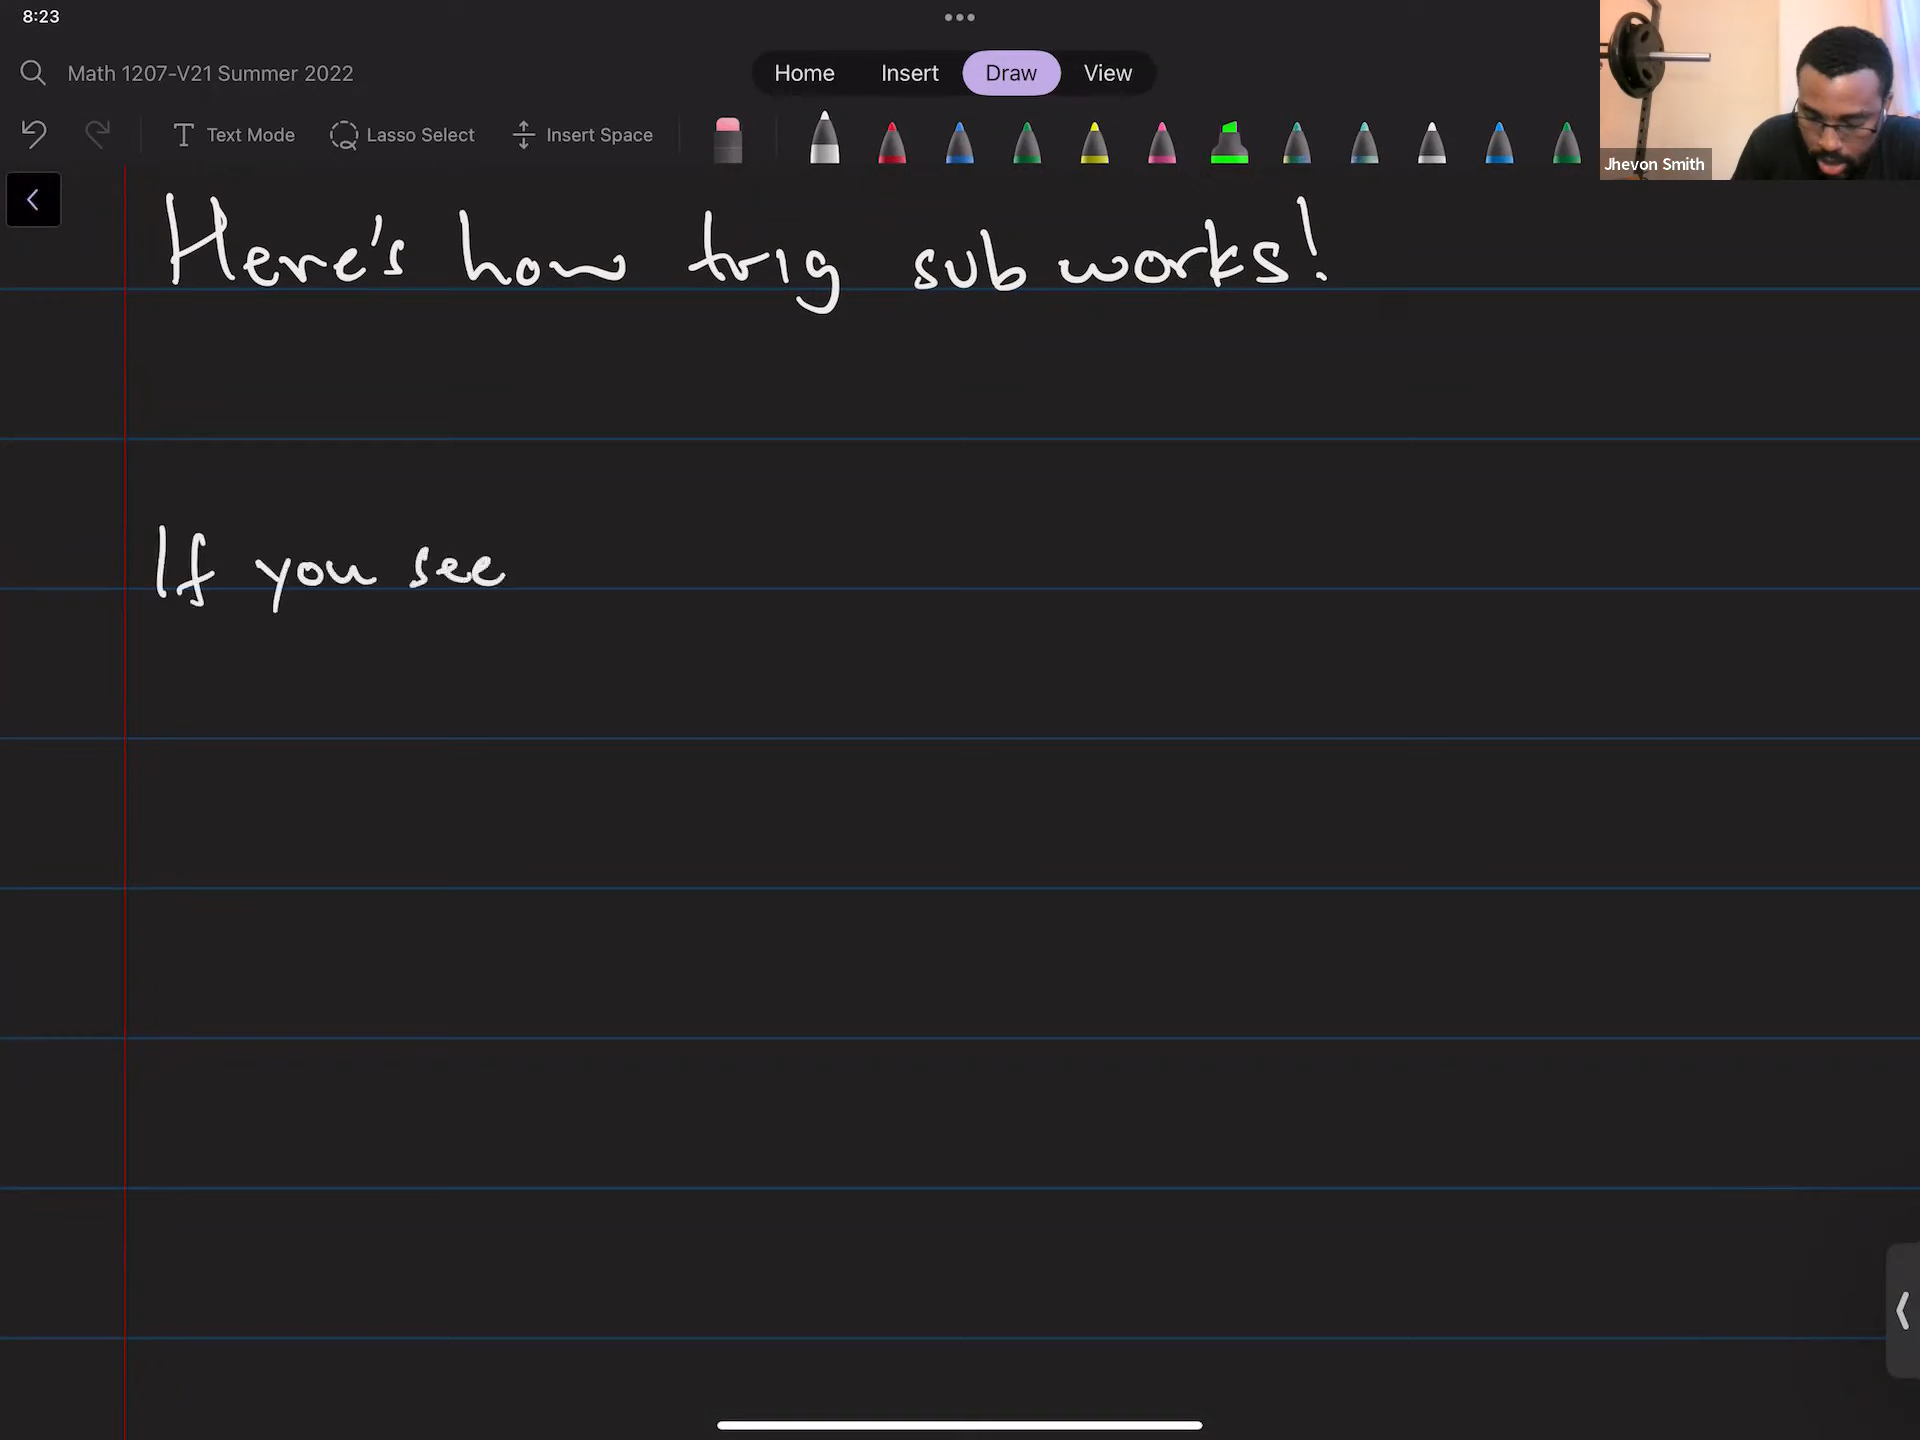 8:23
Math 1207-V21 Summer 2022
Home Insert Draw View
Text Mode Lasso Select Insert Space
Jhevon Smith
Here's how trig sub works!
If you see